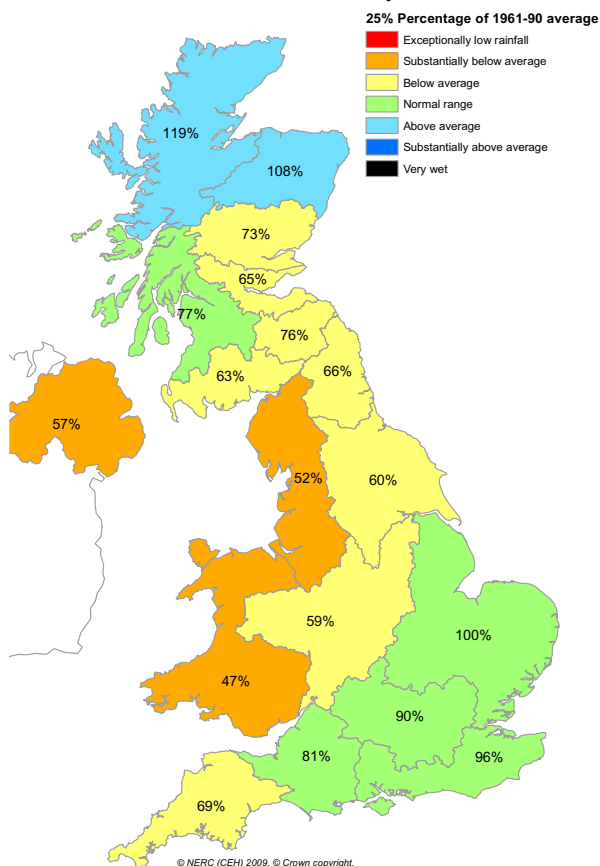 25% Percentage of 1961-90 average
Exceptionally low rainfall
Substantially below average
Below average
Normal range
Above average
Substantially above average
Very wet
119%
108%
73%
65%
77%
76%
63%
66%
57%
52%
60%
59%
100%
47%
90%
81%
96%
69%
© NERC (CEH) 2009. © Crown copyright.